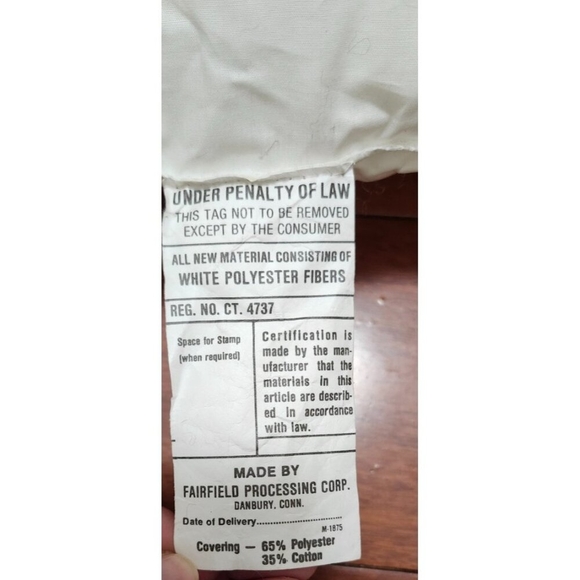 UNDER PENALTY OF LAW
THIS TAG NOT TO BE REMOVED
EXCEPT BY THE CONSUMER
ALL NEW MATERIAL CONSISTING OF
WHITE POLYESTER FIBERS
REG. NO. CT. 4737
Space for Stamp
(when required)
Certification is
made by the man-
ufacturer that the
materials in this
article are describ-
ed in accordance
with law.
MADE BY
FAIRFIELD PROCESSING CORP.
DANBURY, CONN.
Date of Delivery..............................
M-1875
Covering — 65% Polyester
35% Cotton